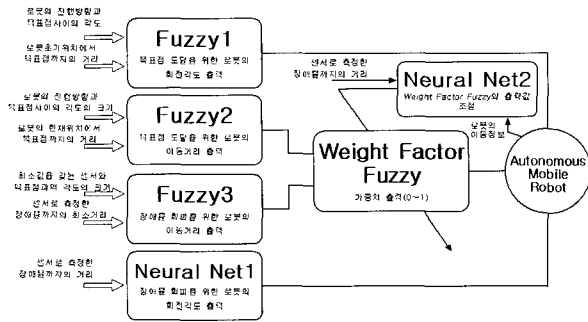 로봇의 진행방향과
목표점사이의 각도
로봇초기위치에서
목표점까지의 거리
Fuzzy1
목표점 도달을 위한 로봇의
회전각도 출력
로봇의 진행방향과
목표점사이의 각도의 크기
로봇의 현재위치에서
목표점까지의 거리
Fuzzy2
목표점 도달을 위한 로봇의
이동거리 출력
최소값을 갖는 센서와
목표점과의 각도의 크기
센서로 측정한
장애물까지의 최소거리
Fuzzy3
장애물 회피를 위한 로봇의
이동거리 출력
센서로 측정한
장애물까지의 거리
Neural Net1
장애물 회피를 위한 로봇의
회전각도 출력
센서로 측정한
장애물까지의 거리
Neural Net2
Weight Factor Fuzzy의 출력값
조절
Weight Factor
Fuzzy
가중치 출력(0~1)
로봇의
이동정보
Autonomous
Mobile
Robot